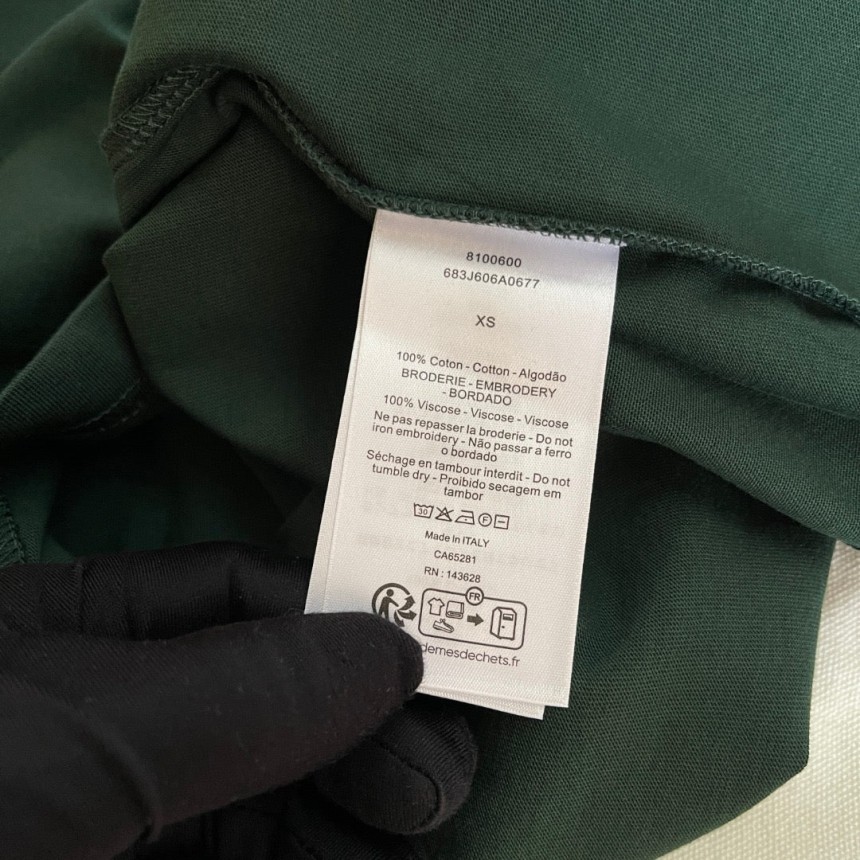 8100600
683J606A0677
XS
100% Coton - Cotton - Algodão
BRODERIE - EMBRODERY
- BORDADO
100% Viscose - Viscose - Viscose
Ne pas repasser la broderie - Do not
iron embroidery - Não passar a ferro
o bordado
Séchage en tambour interdit - Do not
tumble dry - Proibido secagem em
tambor
30 F
Made In ITALY
CA65281
RN : 143628
FR
demesdechets.fr